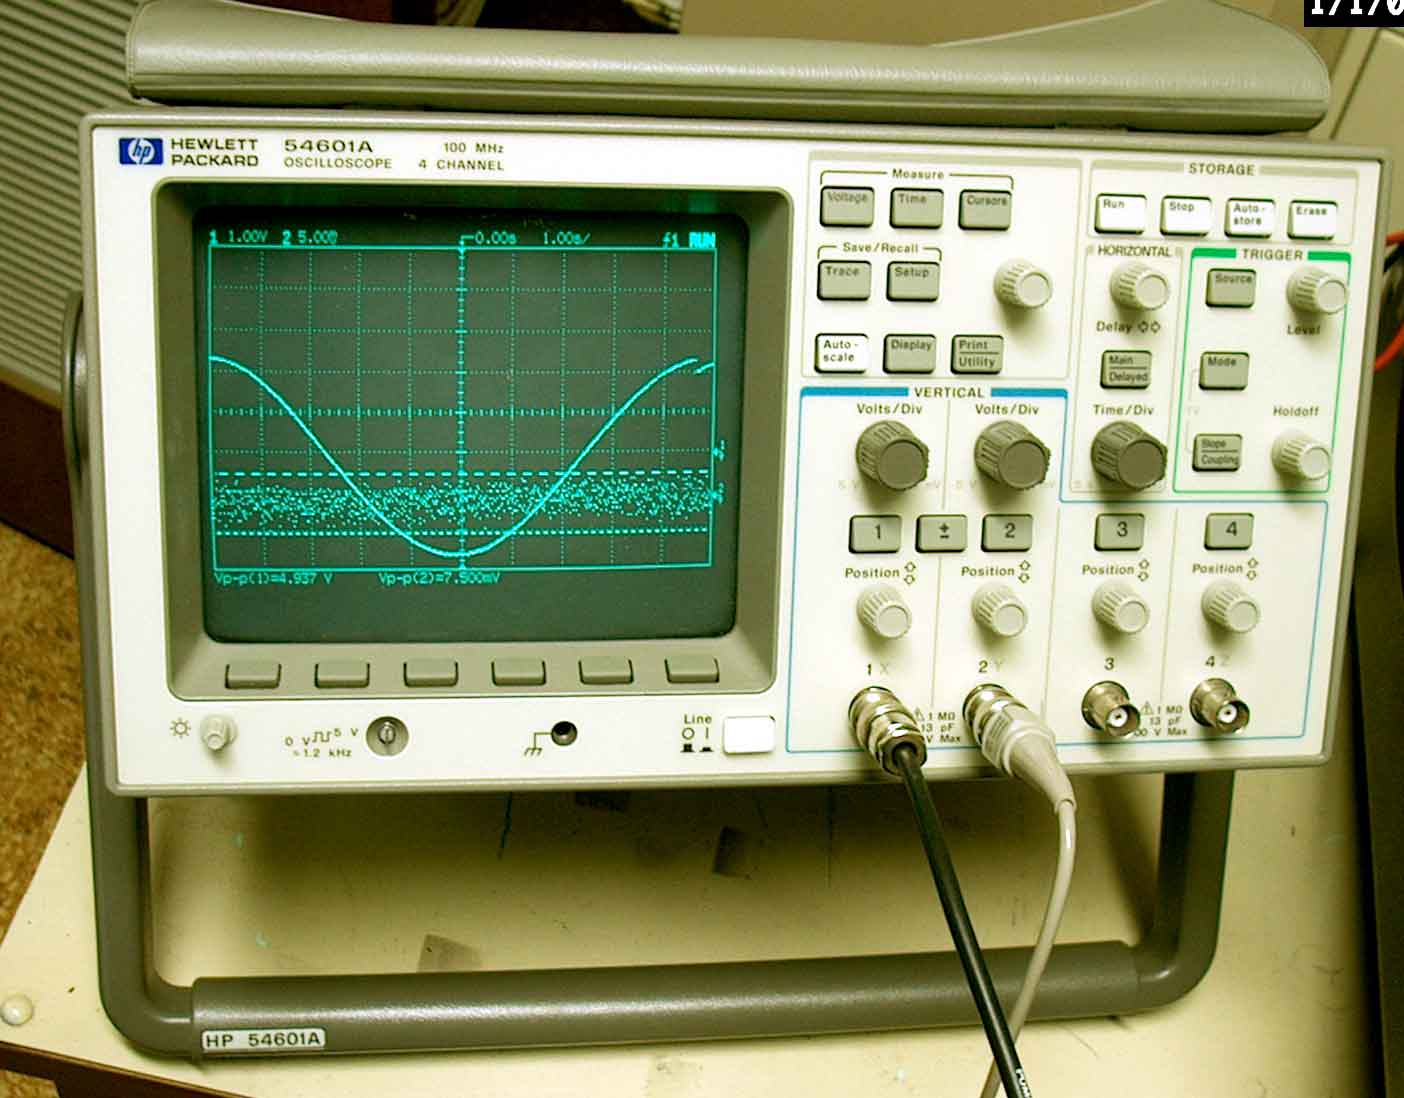 hp HEWLETT PACKARD
54601A
OSCILLOSCOPE
100 MHz
4 CHANNEL
1 1.00V 2 5.00m 0.00s 1.00s/ f1 RUN
Vp-p(1)=4.937 V Vp-p(2)=7.500mV
Measure
Voltage Time Cursors
Save/Recall
Trace Setup
Auto-scale Display Print Utility
STORAGE
Run Stop Auto-store Erase
HORIZONTAL
Delay
Main Delayed
Time/Div
TRIGGER
Source
Level
Mode
Holdoff
Slope Coupling
VERTICAL
Volts/Div Volts/Div
1 ± 2 3 4
Position Position Position Position
1 X 2 Y 3 4 Z
1 MΩ
13 pF
V Max
1 MΩ
13 pF
00 V Max
0 V 5 V
≈1.2 kHz
Line
O I
HP 54601A